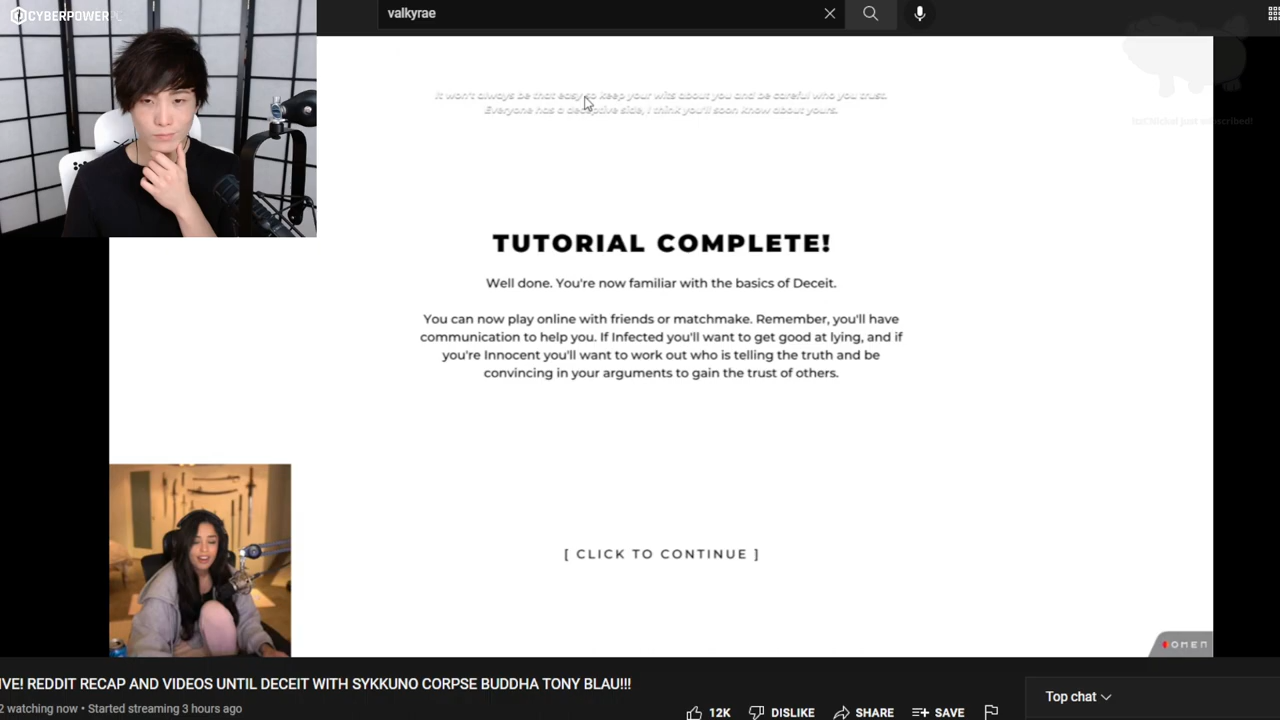 CYBERPOWERPC
valkyrae
It won't always be that easy so keep your wits about you and be careful who you trust.
Everyone has a deceptive side, I think you'll soon know about yours.
just subscribed!
TUTORIAL COMPLETE!
Well done. You're now familiar with the basics of Deceit.
You can now play online with friends or matchmake. Remember, you'll have
communication to help you. If Infected you'll want to get good at lying, and if
you're Innocent you'll want to work out who is telling the truth and be
convincing in your arguments to gain the trust of others.
[ CLICK TO CONTINUE ]
OMEN
IVE! REDDIT RECAP AND VIDEOS UNTIL DECEIT WITH SYKKUNO CORPSE BUDDHA TONY BLAU!!!
2 watching now • Started streaming 3 hours ago
12K DISLIKE SHARE SAVE
Top chat